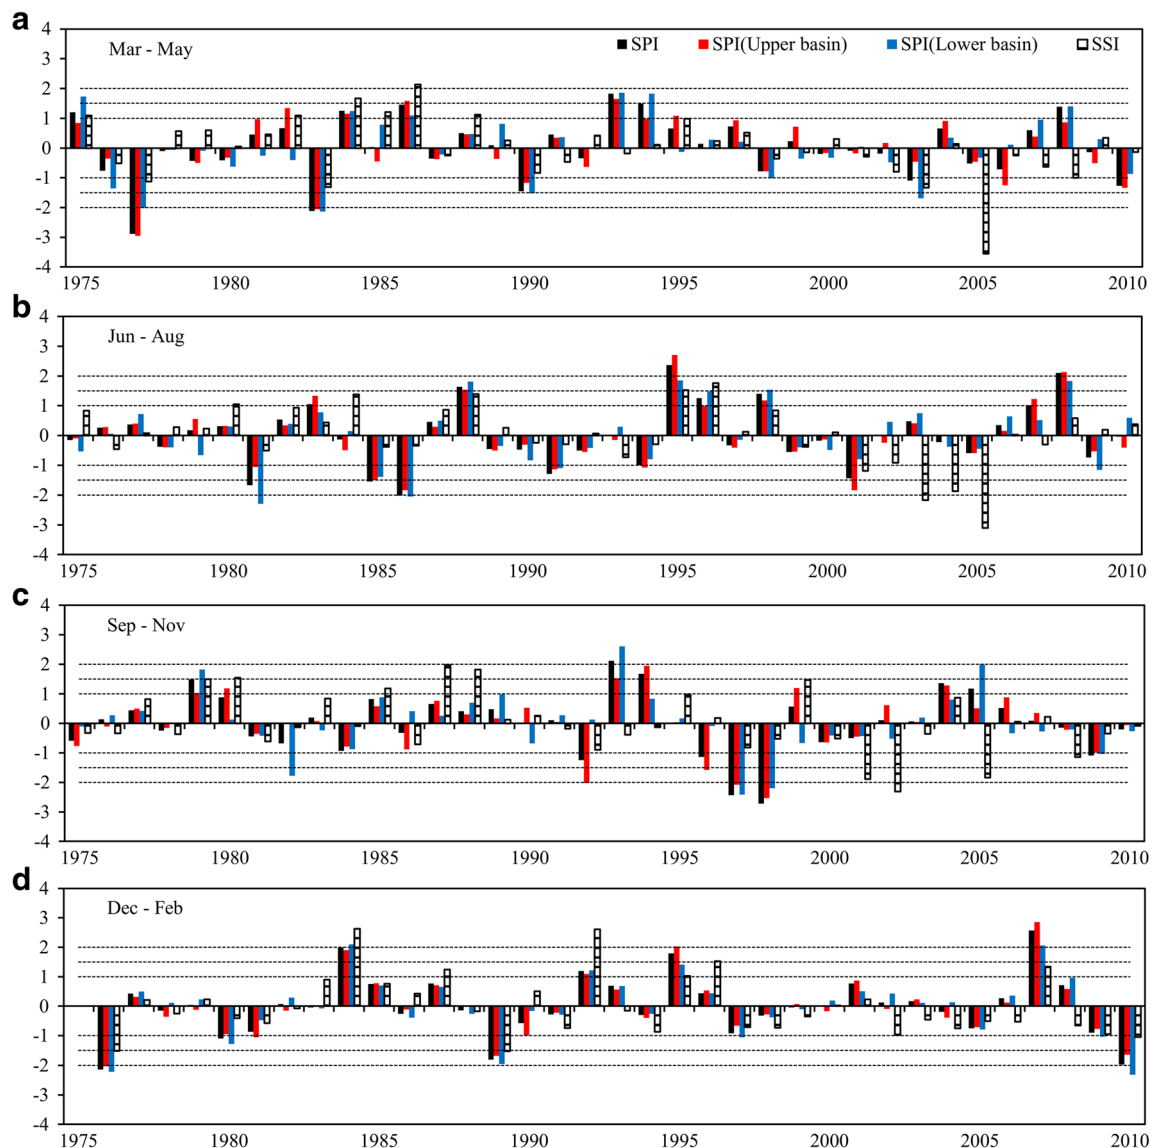 a
Mar - May
SPI SPI(Upper basin) SPI(Lower basin) SSI
4
3
2
1
0
-1
-2
-3
-4
1975 1980 1985 1990 1995 2000 2005 2010
b
Jun - Aug
4
3
2
1
0
-1
-2
-3
-4
1975 1980 1985 1990 1995 2000 2005 2010
c
Sep - Nov
4
3
2
1
0
-1
-2
-3
-4
1975 1980 1985 1990 1995 2000 2005 2010
d
Dec - Feb
4
3
2
1
0
-1
-2
-3
-4
1975 1980 1985 1990 1995 2000 2005 2010